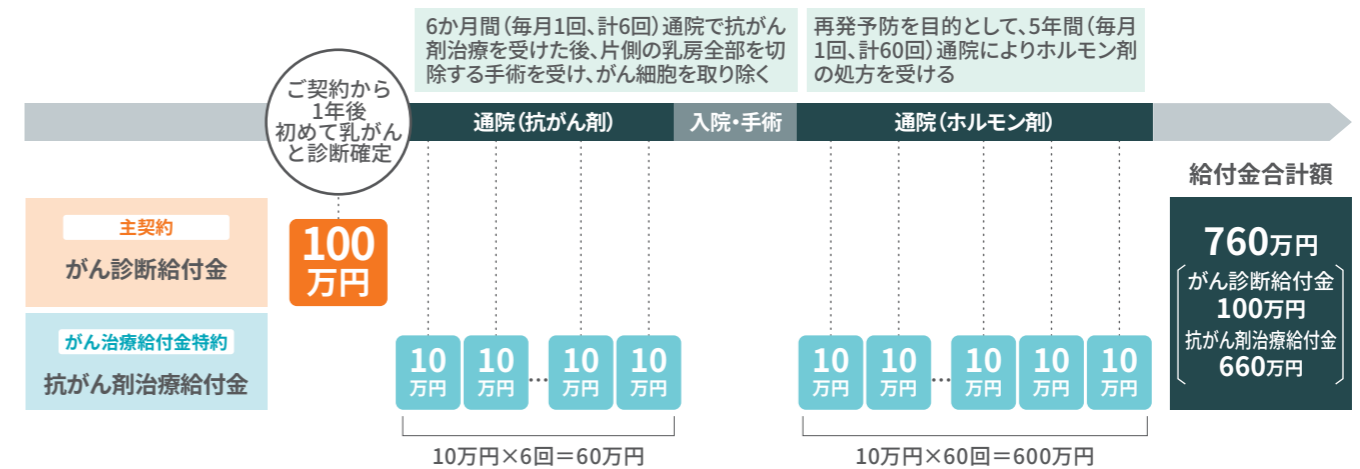 6か月間（毎月1回、計6回）通院で抗がん
剤治療を受けた後、片側の乳房全部を切
除する手術を受け、がん細胞を取り除く
再発予防を目的として、5年間（毎月
1回、計60回）通院によりホルモン剤
の処方を受ける
ご契約から
1年後
初めて乳がん
と診断確定
通院（抗がん剤）
入院・手術
通院（ホルモン剤）
給付金合計額
主契約
がん診断給付金
100
万円
760万円
がん診断給付金
100万円
抗がん剤治療給付金
660万円
がん治療給付金特約
抗がん剤治療給付金
10
万円
10
万円
…
10
万円
10
万円
10
万円
10
万円
…
10
万円
10
万円
10
万円
10万円×6回＝60万円
10万円×60回＝600万円